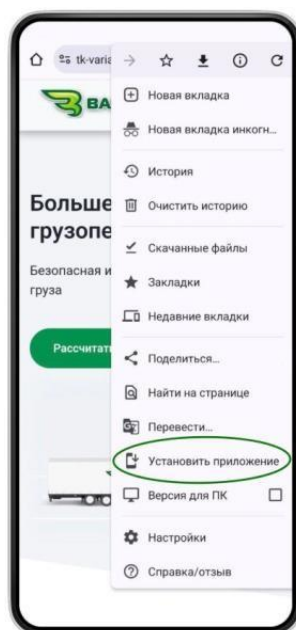 tk-varia
Новая вкладка
ВА
Новая вкладка инкогн...
История
Больше
Очистить историю
грузопе
Скачанные файлы
Безопасная и
груза
Закладки
Недавние вкладки
Рассчитат
Поделиться...
Найти на странице
Перевести...
Установить приложение
Версия для ПК
Настройки
Справка/отзыв